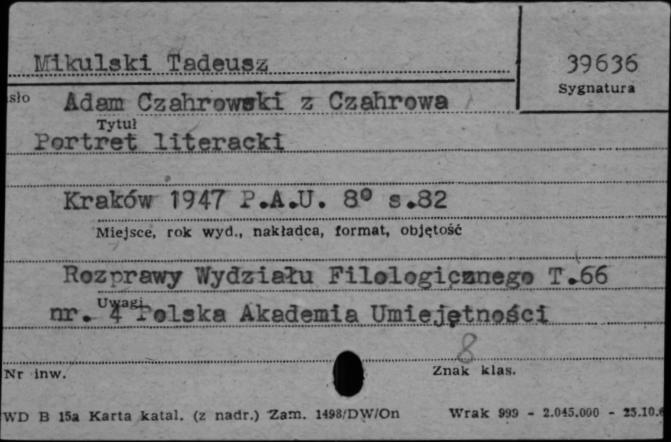 Mikulski Tadeusz
39636
Sygnatura
sło
Adam Czahrowski z Czahrowa
Tytuł
Portret literacki
Kraków 1947 P.A.U. 8° s.82
Miejsce, rok wyd., nakładca, format, objętość
Rozprawy Wydziału Filologicznego T.66
Uwagi
nr. 4 Polska Akademia Umiejętności
8
Nr inw.
Znak klas.
WD B 15a Karta katal. (z nadr.) Zam. 1498/DW/On Wrak 999 - 2.045.000 - 25.10.6